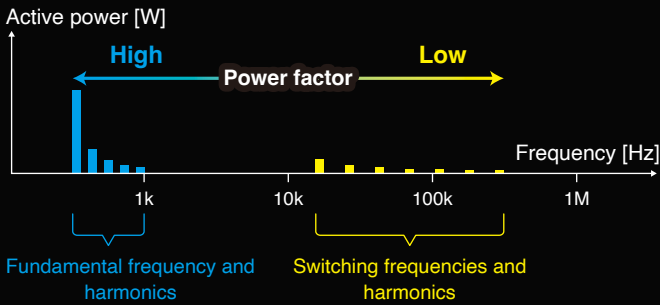 Active power [W]
High
Power factor
Low
Frequency [Hz]
1k
10k
100k
1M
Fundamental frequency and
harmonics
Switching frequencies and
harmonics